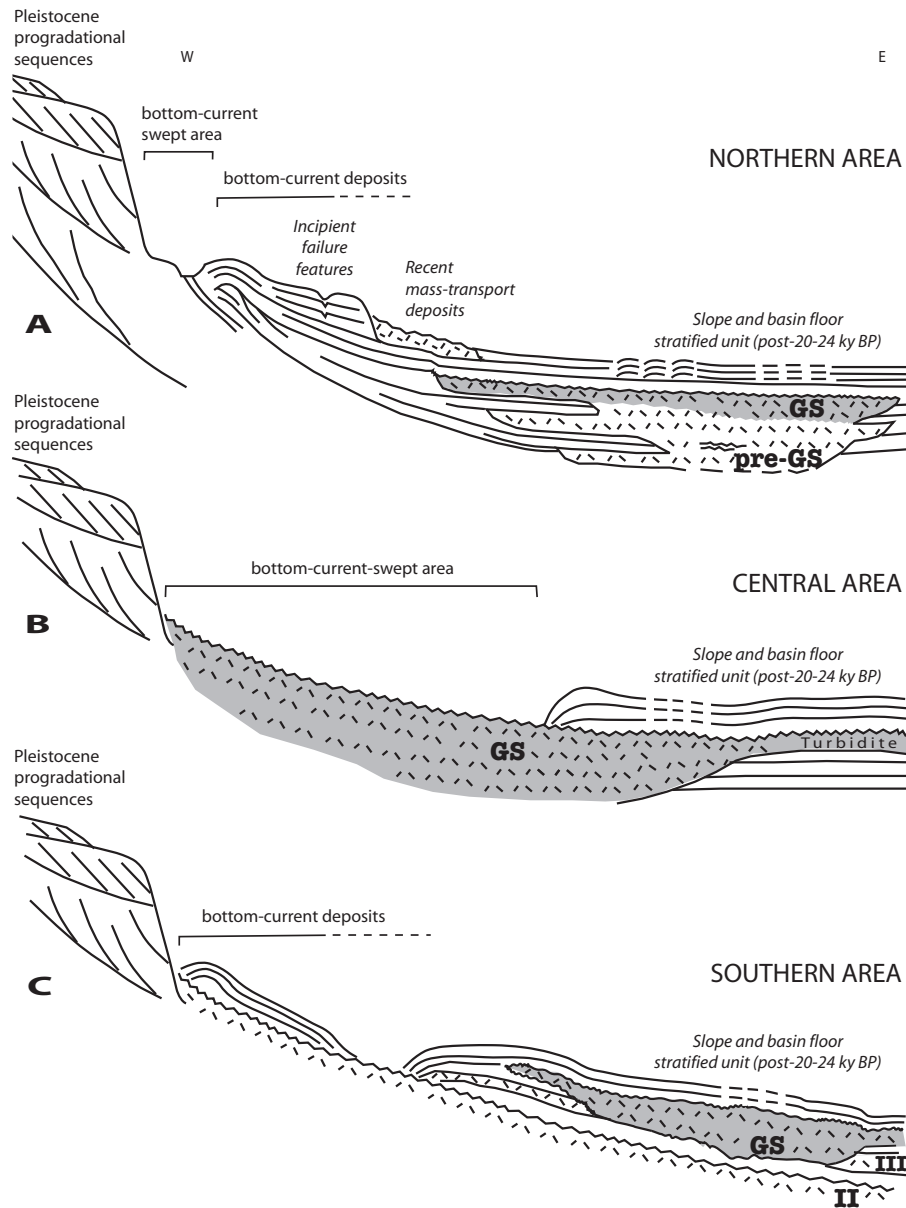 Pleistocene
progradational
sequences
W
E
bottom-current
swept area
NORTHERN AREA
bottom-current deposits
Incipient
failure
features
Recent
mass-transport
deposits
Slope and basin floor
stratified unit (post-20-24 ky BP)
A
GS
pre-GS
Pleistocene
progradational
sequences
bottom-current-swept area
CENTRAL AREA
B
Slope and basin floor
stratified unit (post-20-24 ky BP)
GS
Turbidite
Pleistocene
progradational
sequences
bottom-current deposits
SOUTHERN AREA
C
Slope and basin floor
stratified unit (post-20-24 ky BP)
GS
III
II